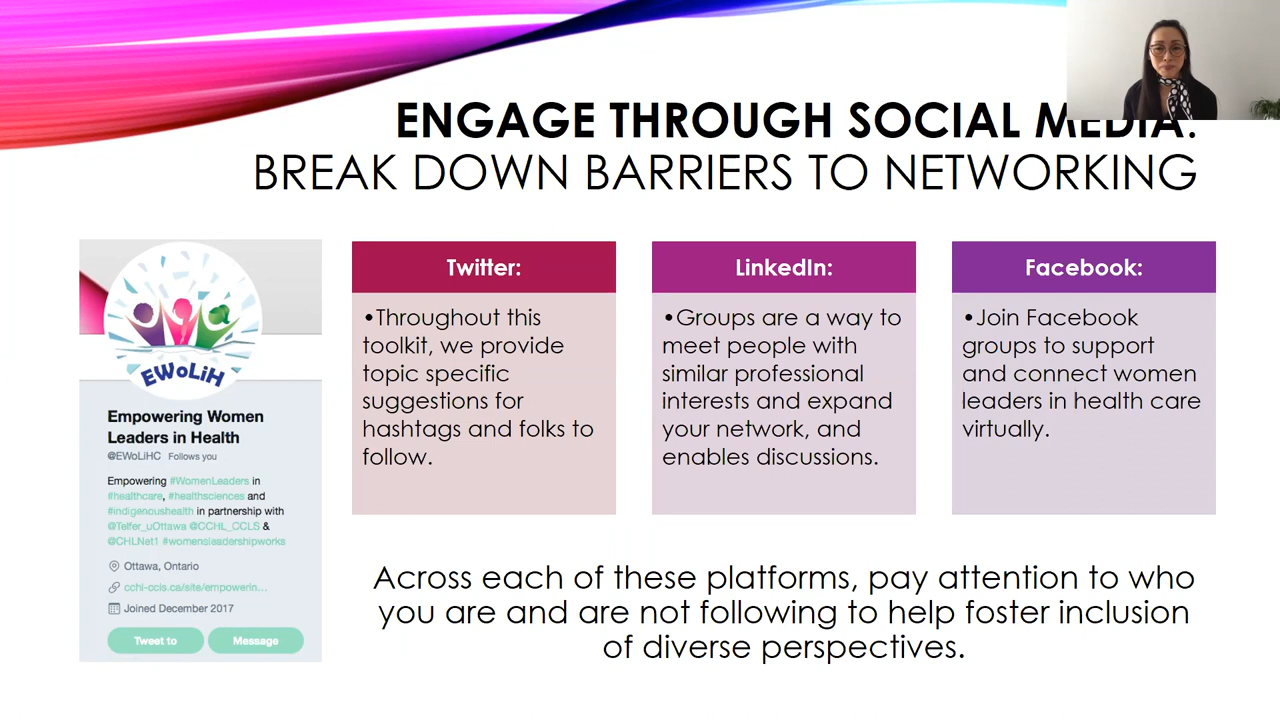 ENGAGE THROUGH SOCIAL MEDIA:
BREAK DOWN BARRIERS TO NETWORKING
EWoLiH
Empowering Women
Leaders in Health
@EWoLiHC Follows you
Empowering #WomenLeaders in
#healthcare, #healthsciences and
#indigenoushealth in partnership with
@Telfer_uOttawa @CCHL_CCLS &
@CHLNet1 #womensleadershipworks
Ottawa, Ontario
cchl-ccls.ca/site/empowerin...
Joined December 2017
Tweet to
Message
Twitter:
•Throughout this
toolkit, we provide
topic specific
suggestions for
hashtags and folks to
follow.
LinkedIn:
•Groups are a way to
meet people with
similar professional
interests and expand
your network, and
enables discussions.
Facebook:
•Join Facebook
groups to support
and connect women
leaders in health care
virtually.
Across each of these platforms, pay attention to who
you are and are not following to help foster inclusion
of diverse perspectives.